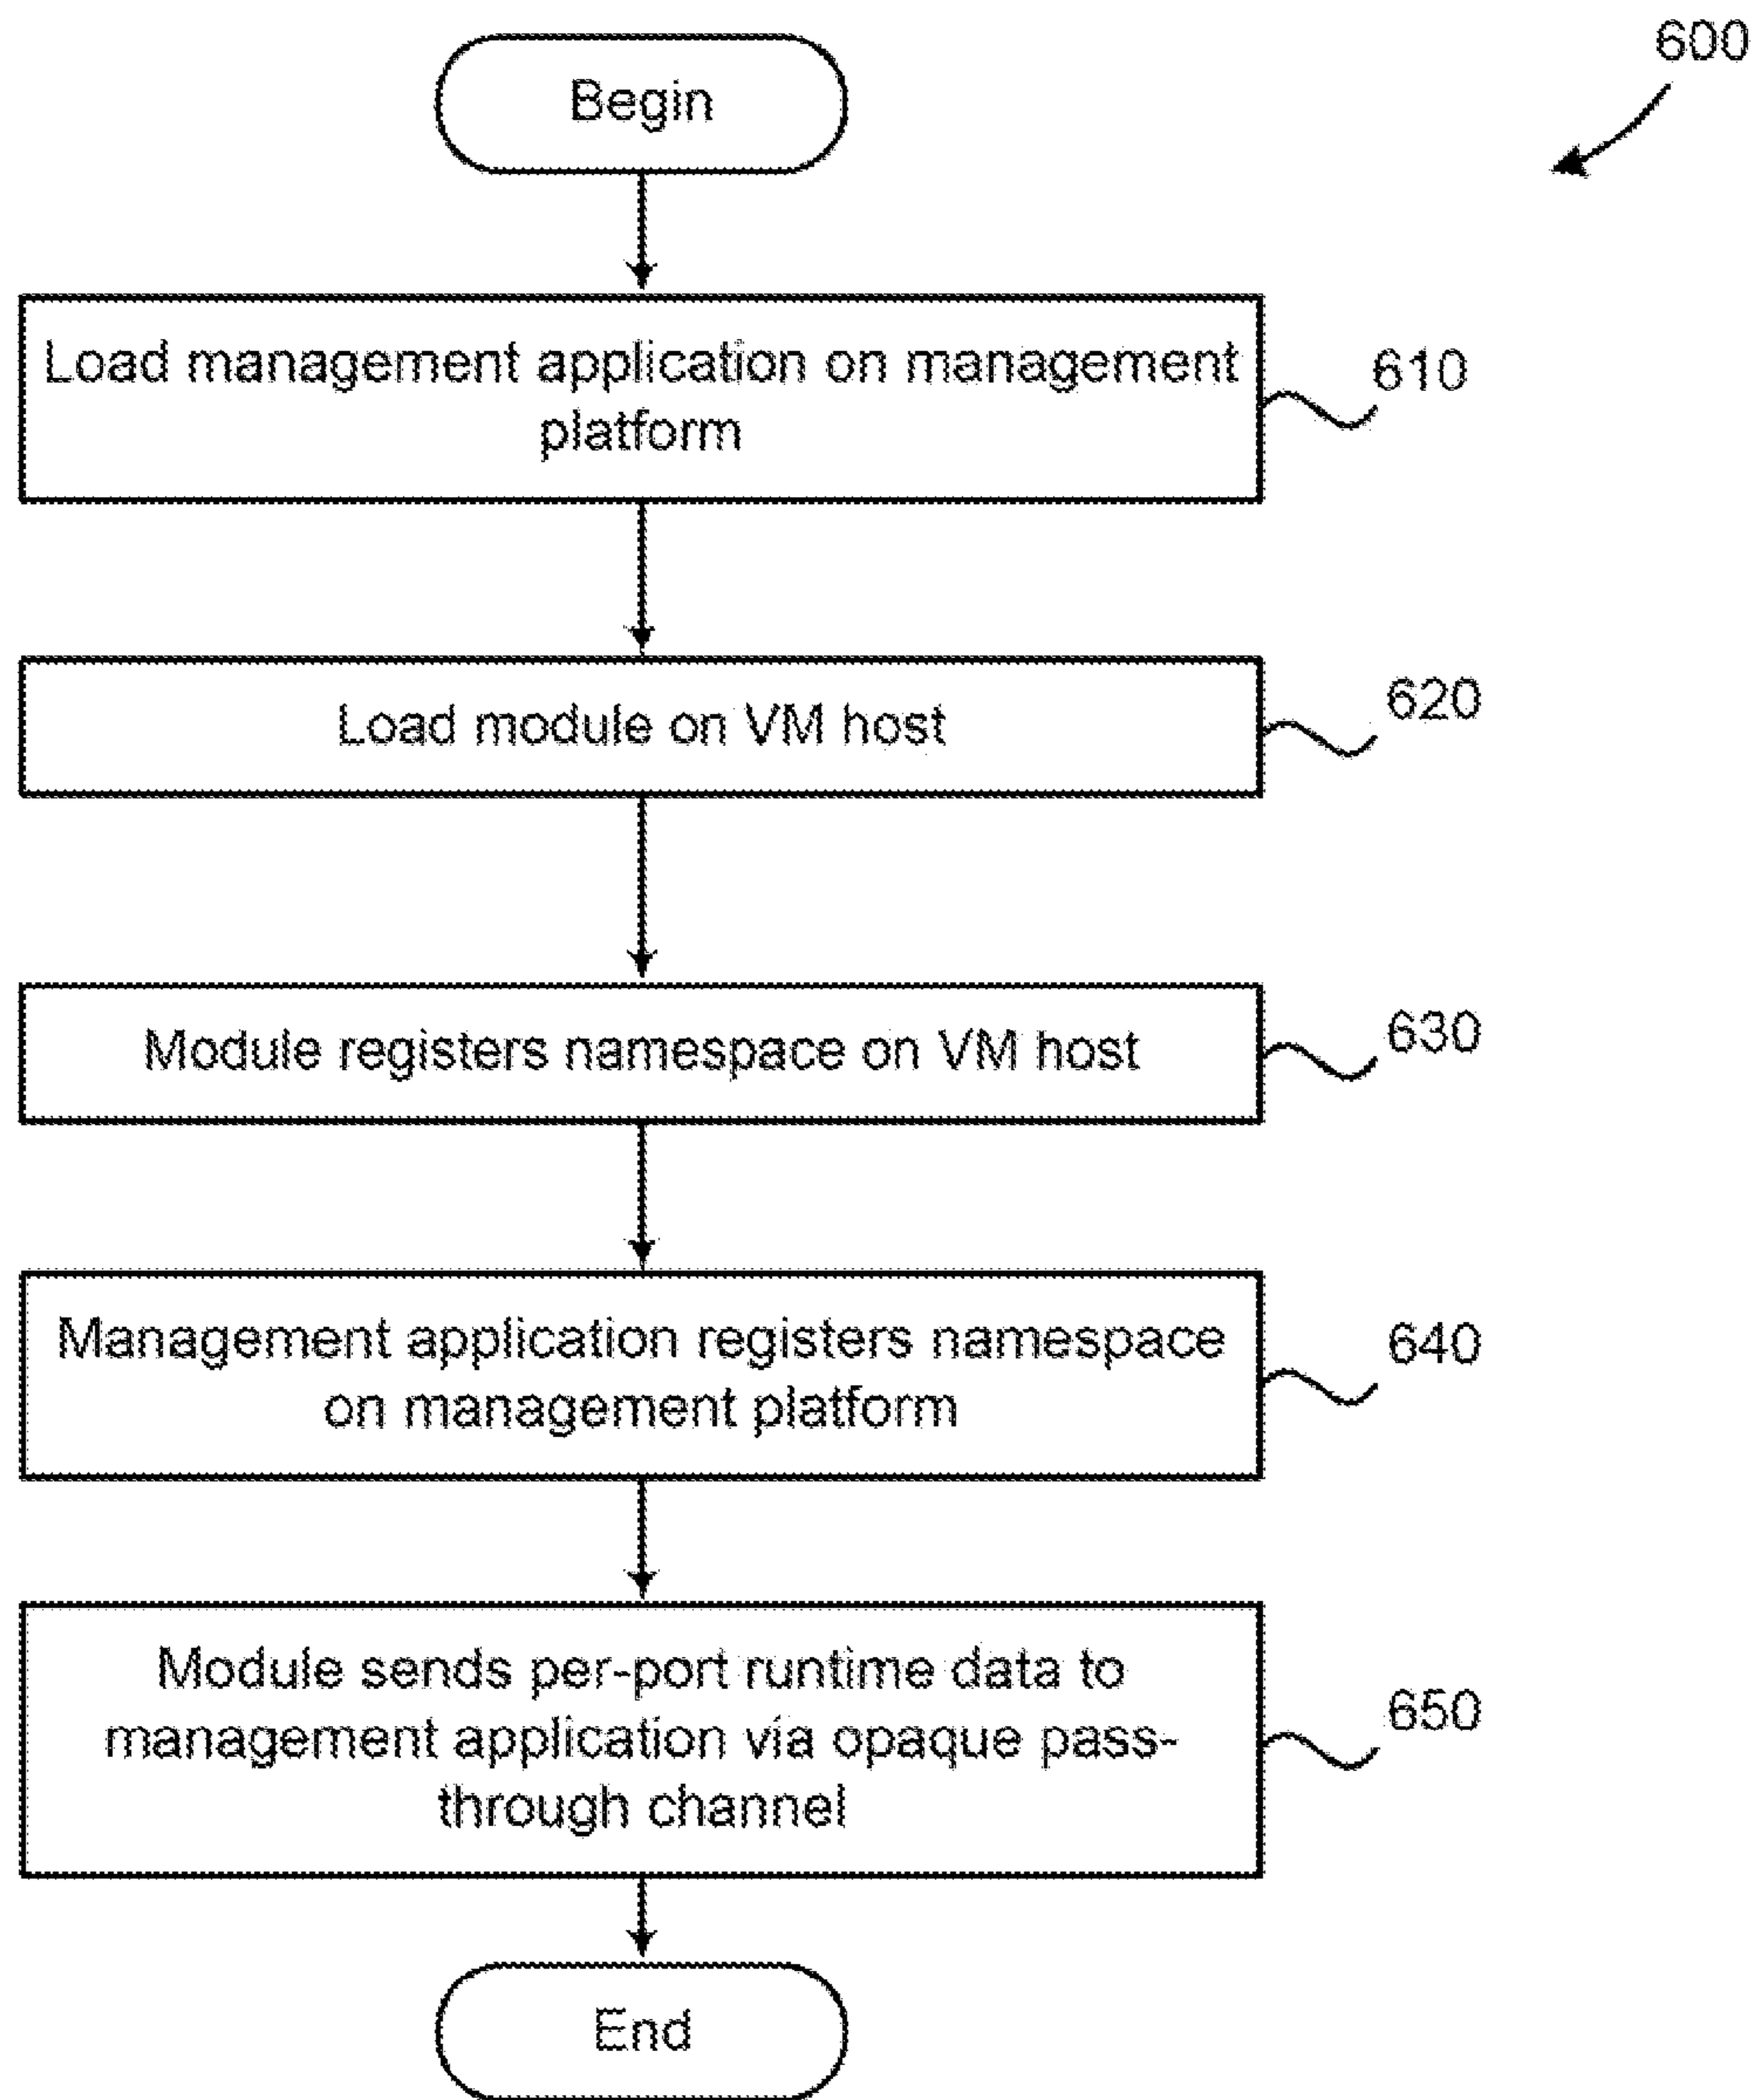 600
Begin
Load management application on management
platform
610
Load module on VM host
620
Module registers namespace on VM host
630
Management application registers namespace
on management platform
640
Module sends per-port runtime data to
management application via opaque pass-
through channel
650
End